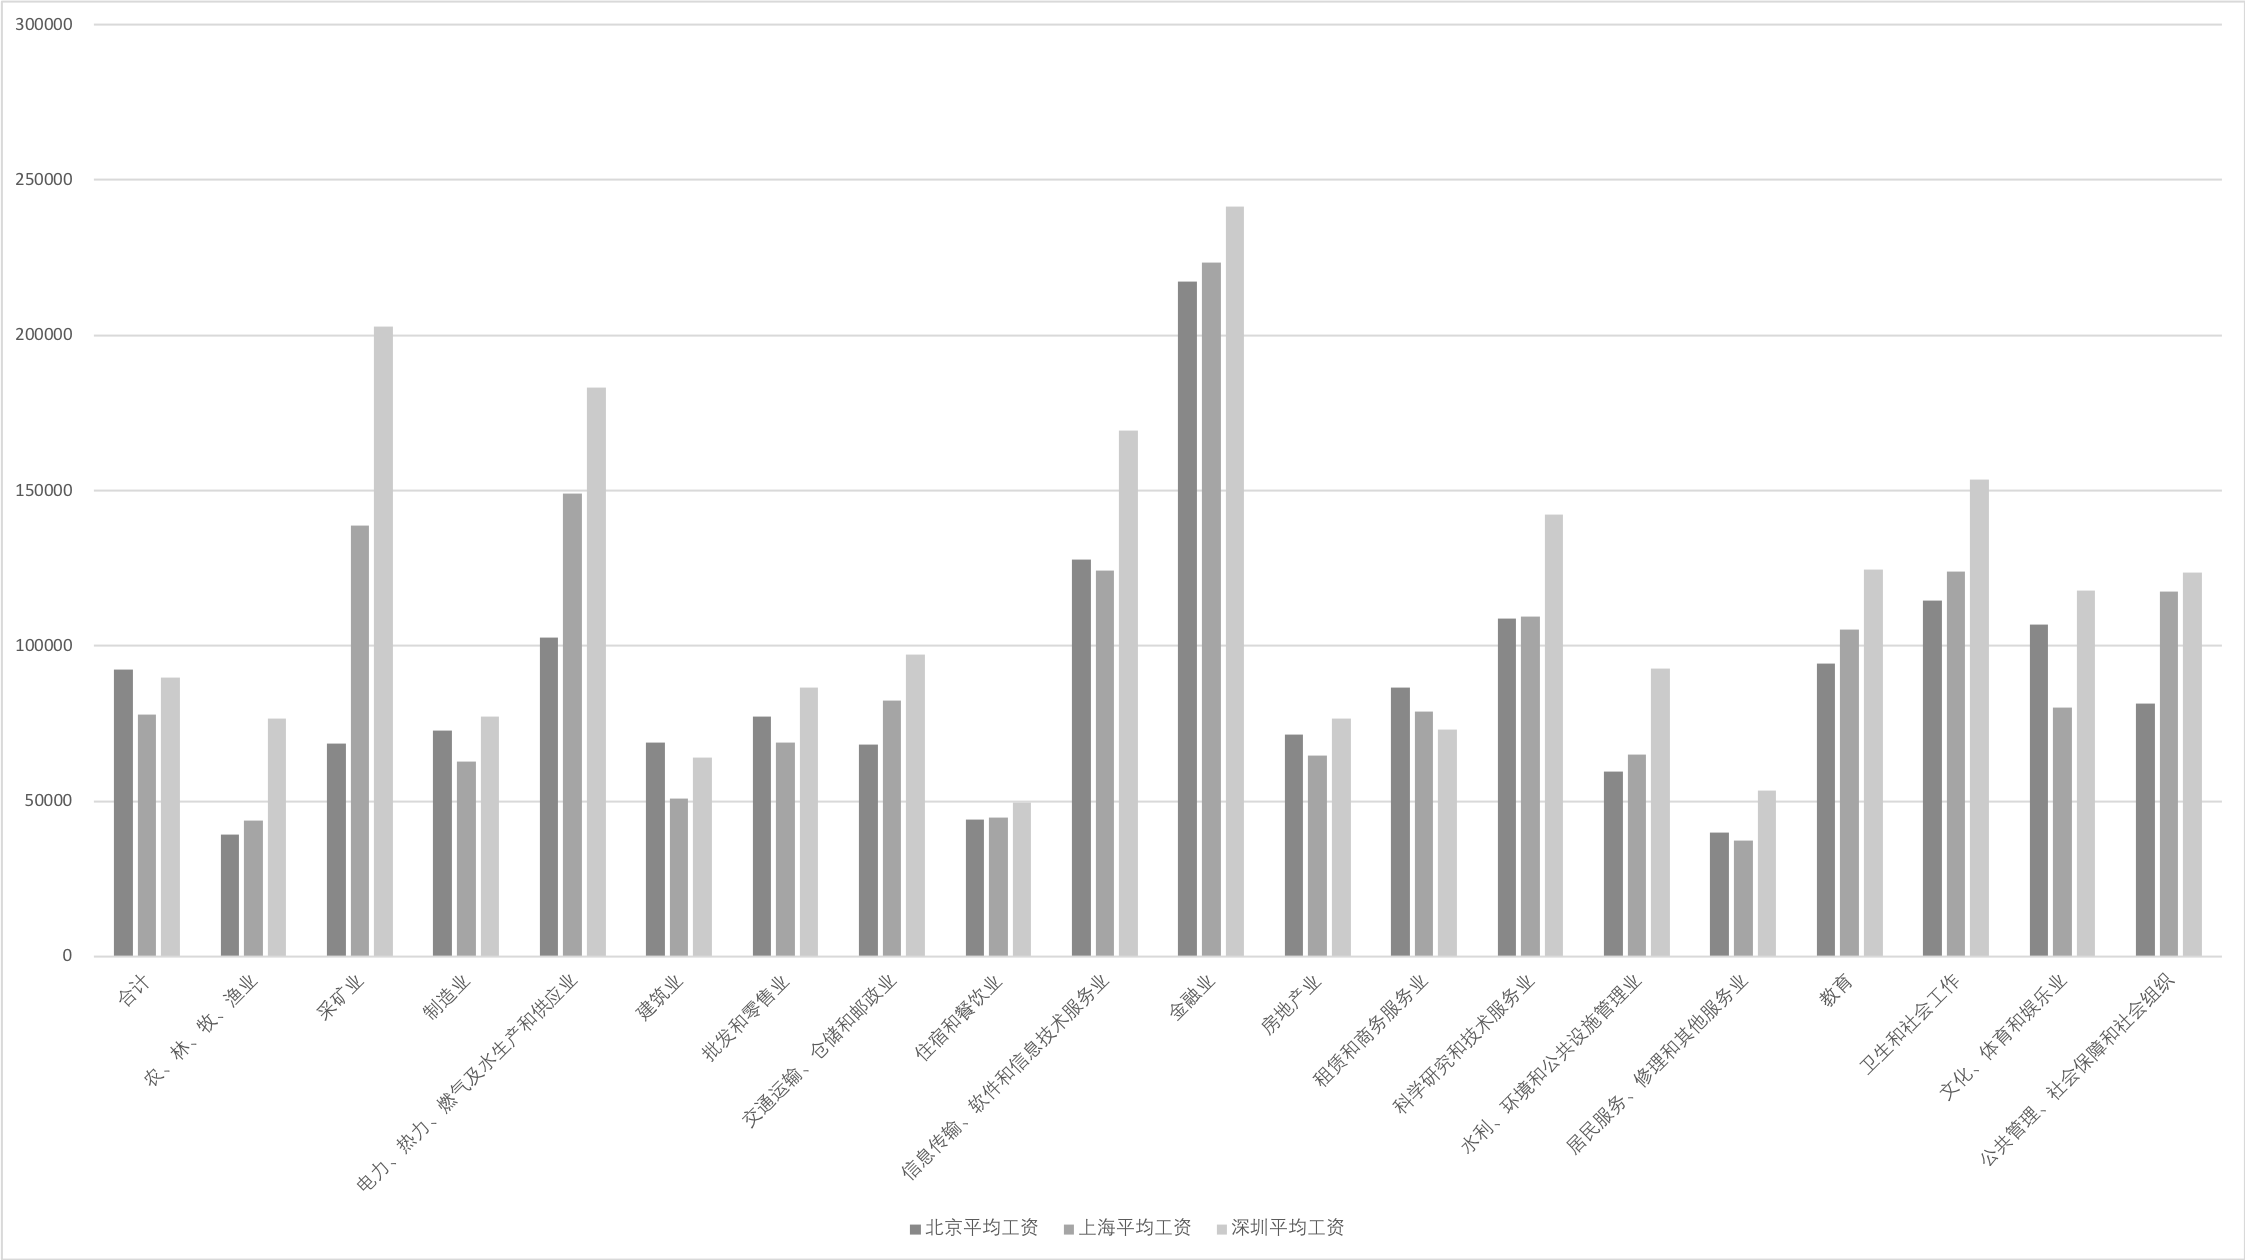 300000
250000
200000
150000
100000
50000
0
合计
农、林、牧、渔业
采矿业
制造业
电力、热力、燃气及水生产和供应业
建筑业
批发和零售业
交通运输、仓储和邮政业
住宿和餐饮业
信息传输、软件和信息技术服务业
金融业
房地产业
租赁和商务服务业
科学研究和技术服务业
水利、环境和公共设施管理业
居民服务、修理和其他服务业
教育
卫生和社会工作
文化、体育和娱乐业
公共管理、社会保障和社会组织
北京平均工资 上海平均工资 深圳平均工资